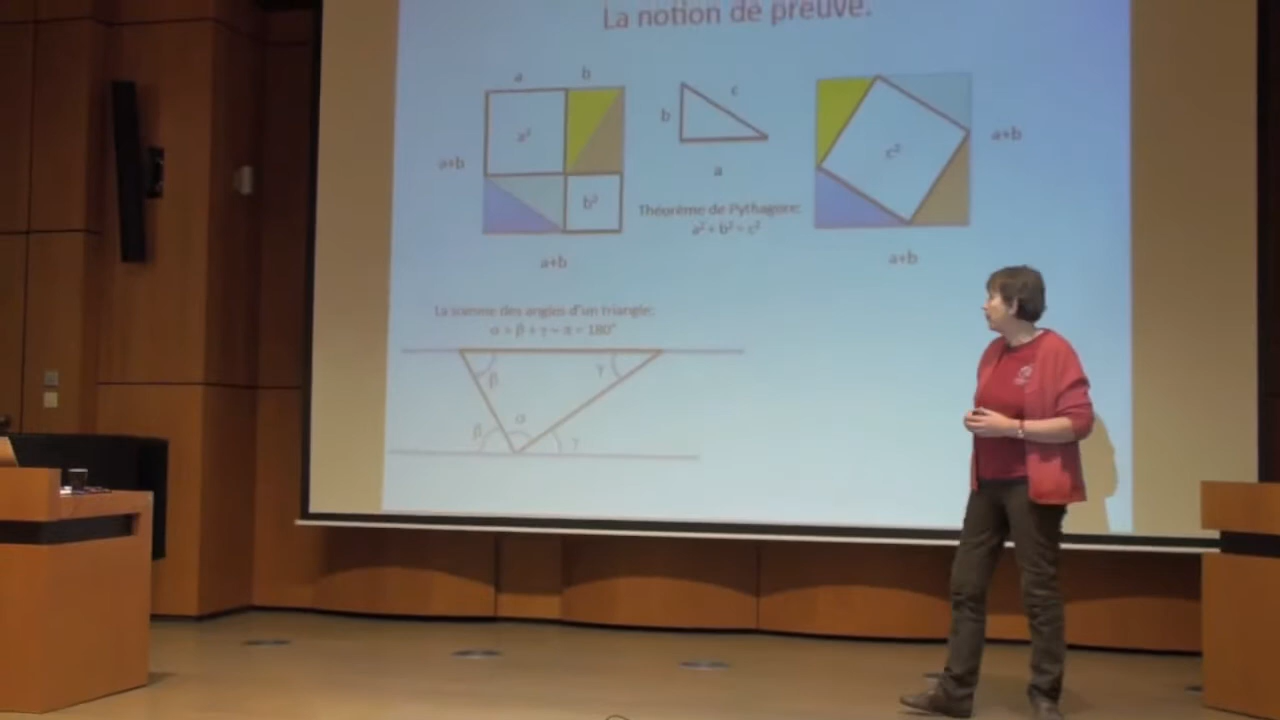 La notion de preuve.
a b
a+b
a²
b²
a+b
b
c
a
Théorème de Pythagore:
a² + b² = c²
c²
a+b
a+b
La somme des angles d'un triangle:
α + β + γ = π = 180°
β γ
β α γ